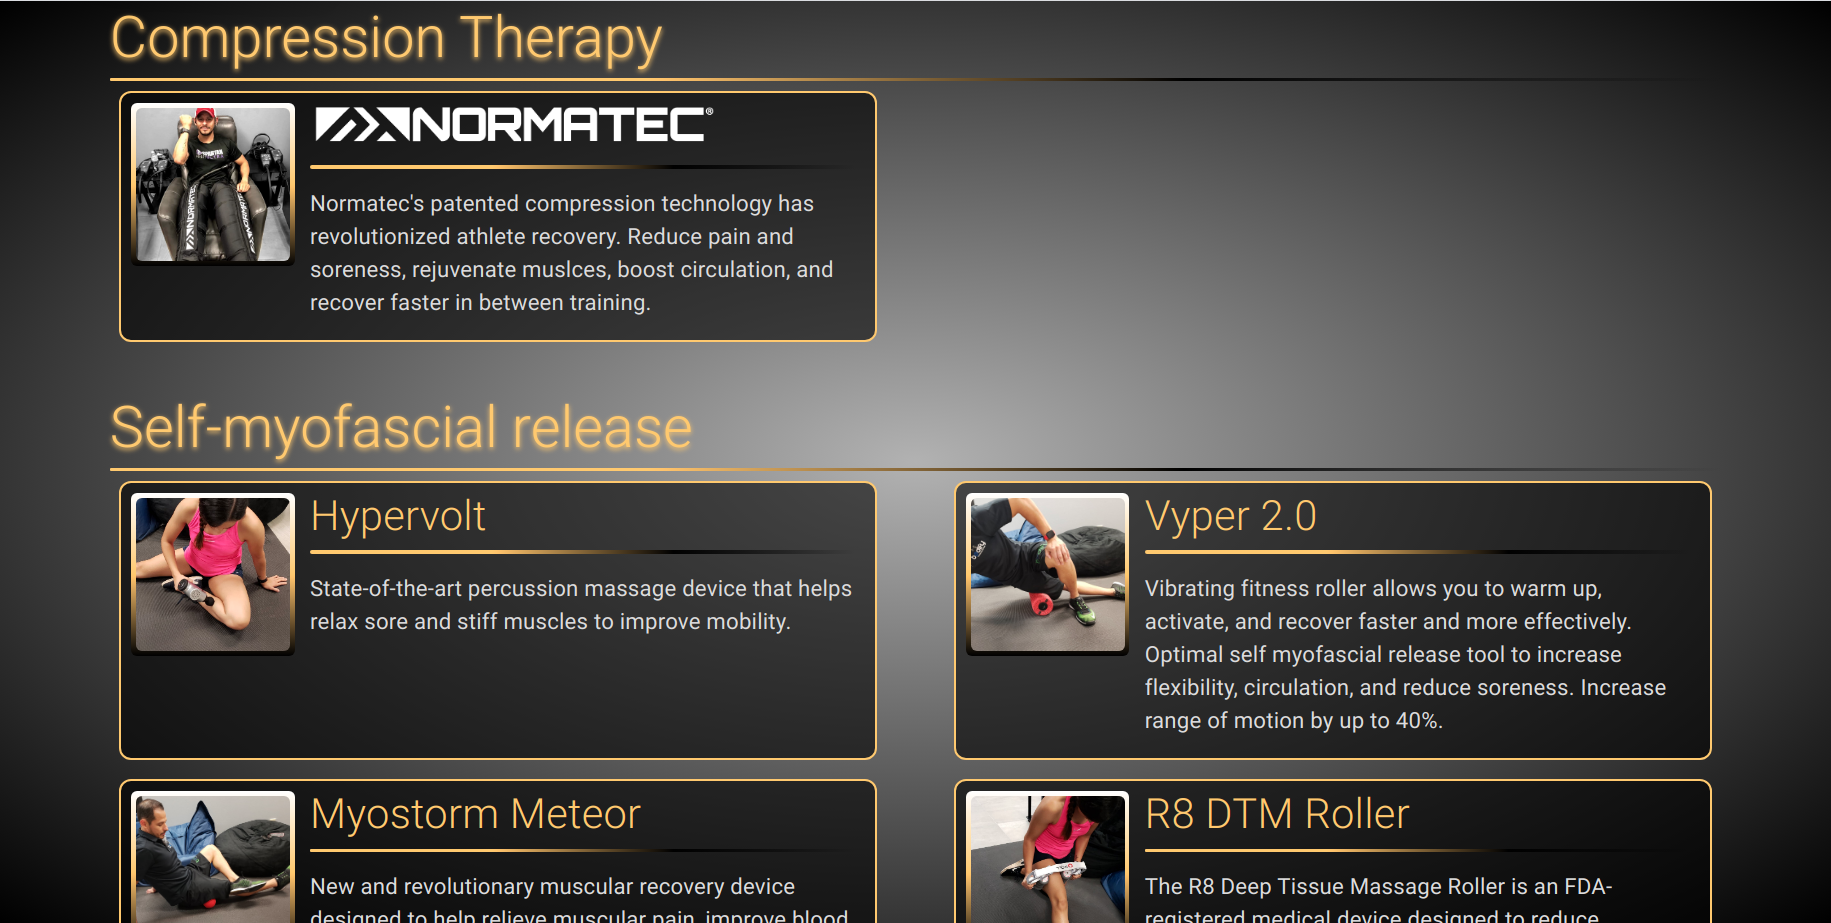 Compression Therapy
NORMATEC®
Normatec's patented compression technology has
revolutionized athlete recovery. Reduce pain and
soreness, rejuvenate muslces, boost circulation, and
recover faster in between training.
NORMATEC
Self-myofascial release
Hypervolt
State-of-the-art percussion massage device that helps
relax sore and stiff muscles to improve mobility.
Vyper 2.0
Vibrating fitness roller allows you to warm up,
activate, and recover faster and more effectively.
Optimal self myofascial release tool to increase
flexibility, circulation, and reduce soreness. Increase
range of motion by up to 40%.
Myostorm Meteor
New and revolutionary muscular recovery device
designed to help relieve muscular pain, improve blood
R8 DTM Roller
The R8 Deep Tissue Massage Roller is an FDA-
registered medical device designed to reduce